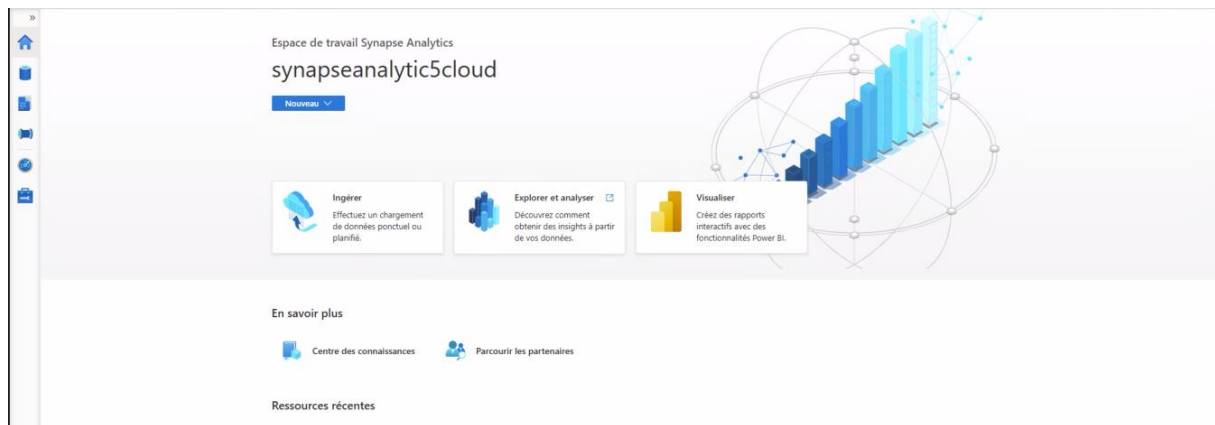 »
Espace de travail Synapse Analytics
synapseanalytic5cloud
Nouveau
Ingérer
Effectuez un chargement
de données ponctuel ou
planifié.
Explorer et analyser
Découvrez comment
obtenir des insights à partir
de vos données.
Visualiser
Créez des rapports
interactifs avec des
fonctionnalités Power BI.
En savoir plus
Centre des connaissances
Parcourir les partenaires
Ressources récentes